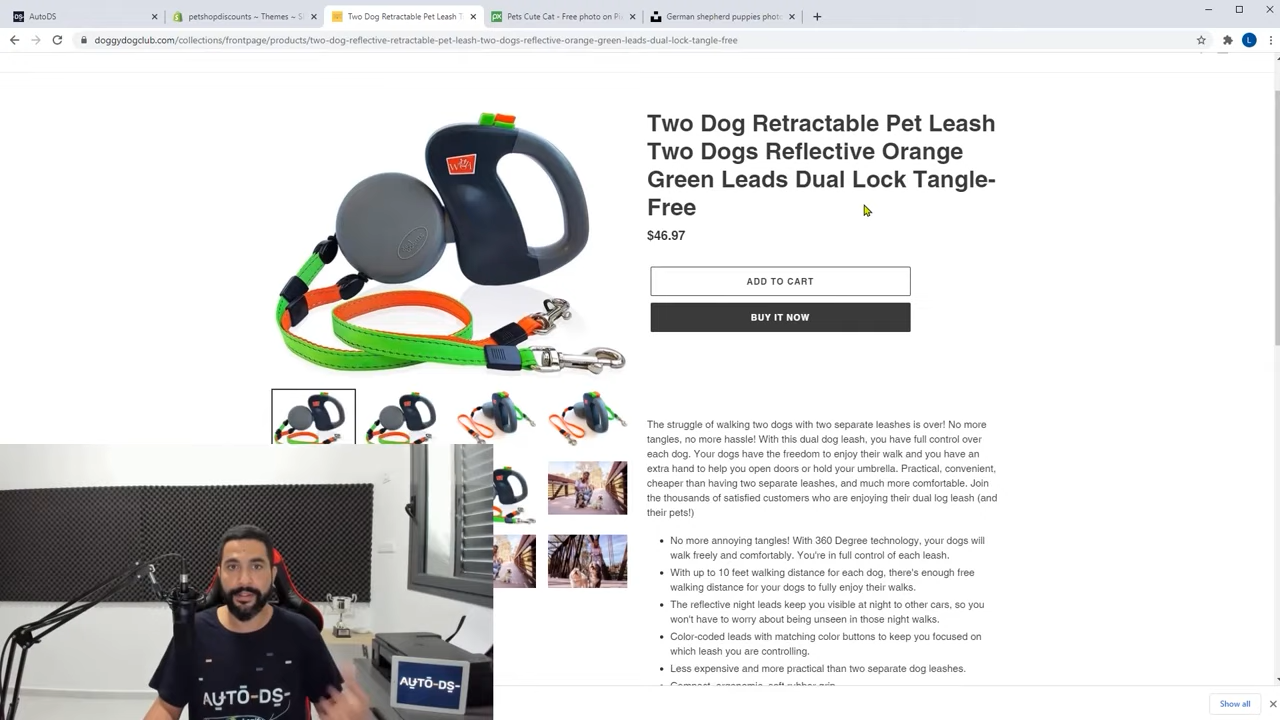 AutoDS
petshopdiscounts ~ Themes ~ S
Two Dog Retractable Pet Leash T
Pets Cute Cat - Free photo on Pi
German shepherd puppies phot
doggydogclub.com/collections/frontpage/products/two-dog-reflective-retractable-pet-leash-two-dogs-reflective-orange-green-leads-dual-lock-tangle-free
L
Two Dog Retractable Pet Leash
Two Dogs Reflective Orange
Green Leads Dual Lock Tangle-
Free
$46.97
ADD TO CART
BUY IT NOW
The struggle of walking two dogs with two separate leashes is over! No more
tangles, no more hassle! With this dual dog leash, you have full control over
each dog. Your dogs have the freedom to enjoy their walk and you have an
extra hand to help you open doors or hold your umbrella. Practical, convenient,
cheaper than having two separate leashes, and much more comfortable. Join
the thousands of satisfied customers who are enjoying their dual log leash (and
their pets!)
No more annoying tangles! With 360 Degree technology, your dogs will
walk freely and comfortably. You're in full control of each leash.
With up to 10 feet walking distance for each dog, there's enough free
walking distance for your dogs to fully enjoy their walks.
The reflective night leads keep you visible at night to other cars, so you
won't have to worry about being unseen in those night walks.
Color-coded leads with matching color buttons to keep you focused on
which leash you are controlling.
Less expensive and more practical than two separate dog leashes.
Compact, ergonomic, soft rubber grip
AUTO-DS-
AUTO-DS-
Show all